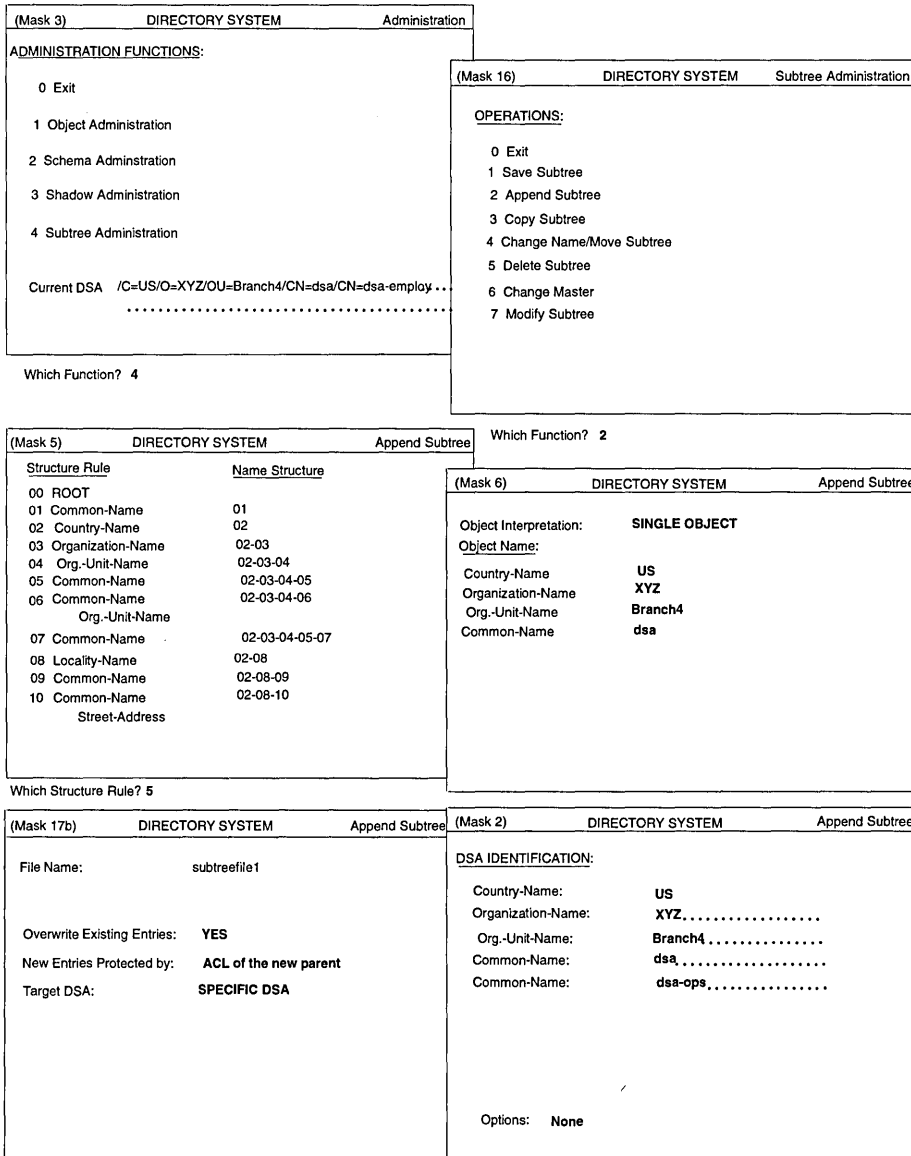 (Mask 3) DIRECTORY SYSTEM Administration
ADMINISTRATION FUNCTIONS:
0 Exit
1 Object Administration
2 Schema Adminstration
3 Shadow Administration
4 Subtree Administration
Current DSA /C=US/O=XYZ/OU=Branch4/CN=dsa/CN=dsa-employ...
Which Function? 4
(Mask 16) DIRECTORY SYSTEM Subtree Administration
OPERATIONS:
0 Exit
1 Save Subtree
2 Append Subtree
3 Copy Subtree
4 Change Name/Move Subtree
5 Delete Subtree
6 Change Master
7 Modify Subtree
Which Function? 2
(Mask 5) DIRECTORY SYSTEM Append Subtree
Structure Rule Name Structure
00 ROOT
01 Common-Name 01
02 Country-Name 02
03 Organization-Name 02-03
04 Org.-Unit-Name 02-03-04
05 Common-Name 02-03-04-05
06 Common-Name 02-03-04-06
Org.-Unit-Name
07 Common-Name 02-03-04-05-07
08 Locality-Name 02-08
09 Common-Name 02-08-09
10 Common-Name 02-08-10
Street-Address
Which Structure Rule? 5
(Mask 6) DIRECTORY SYSTEM Append Subtree
Object Interpretation: SINGLE OBJECT
Object Name:
Country-Name US
Organization-Name XYZ
Org.-Unit-Name Branch4
Common-Name dsa
(Mask 17b) DIRECTORY SYSTEM Append Subtree
File Name: subtreefile1
Overwrite Existing Entries: YES
New Entries Protected by: ACL of the new parent
Target DSA: SPECIFIC DSA
(Mask 2) DIRECTORY SYSTEM Append Subtree
DSA IDENTIFICATION:
Country-Name: US
Organization-Name: XYZ..................
Org.-Unit-Name: Branch4...............
Common-Name: dsa...................
Common-Name: dsa-ops................
Options: None